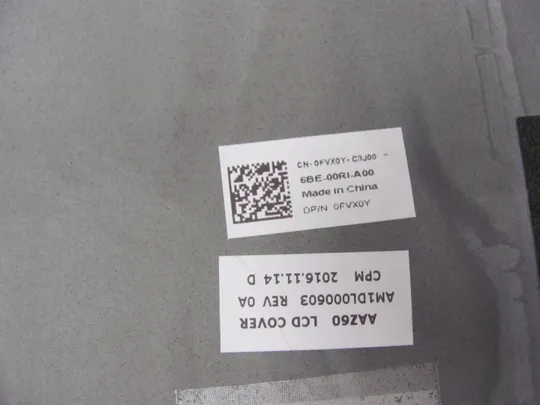 CN-0FVX0Y-C3J00 -
6BE-00RI-A00
Made in China
DP/N 0FVX0Y
AAZ60 LCD COVER
AM1DL000603 REV 0A
CPM 2016.11.14 D